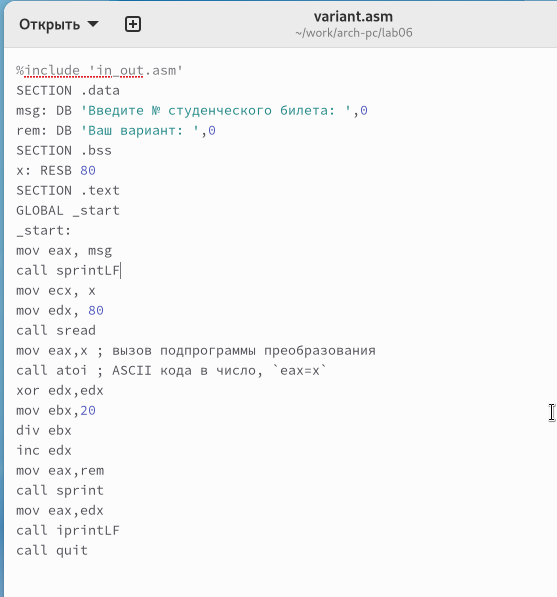 Открыть
variant.asm
~/work/arch-pc/lab06
%include 'in_out.asm'
SECTION .data
msg: DB 'Введите № студенческого билета: ',0
rem: DB 'Ваш вариант: ',0
SECTION .bss
x: RESB 80
SECTION .text
GLOBAL _start
_start:
mov eax, msg
call sprintLF
mov ecx, x
mov edx, 80
call sread
mov eax,x ; вызов подпрограммы преобразования
call atoi ; ASCII кода в число, `eax=x`
xor edx,edx
mov ebx,20
div ebx
inc edx
mov eax,rem
call sprint
mov eax,edx
call iprintLF
call quit